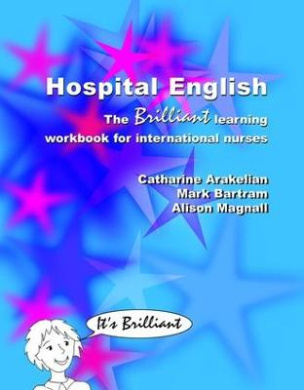 Hospital English
The Brilliant learning
workbook for international nurses
Catharine Arakelian
Mark Bartram
Alison Magnall
It's Brilliant